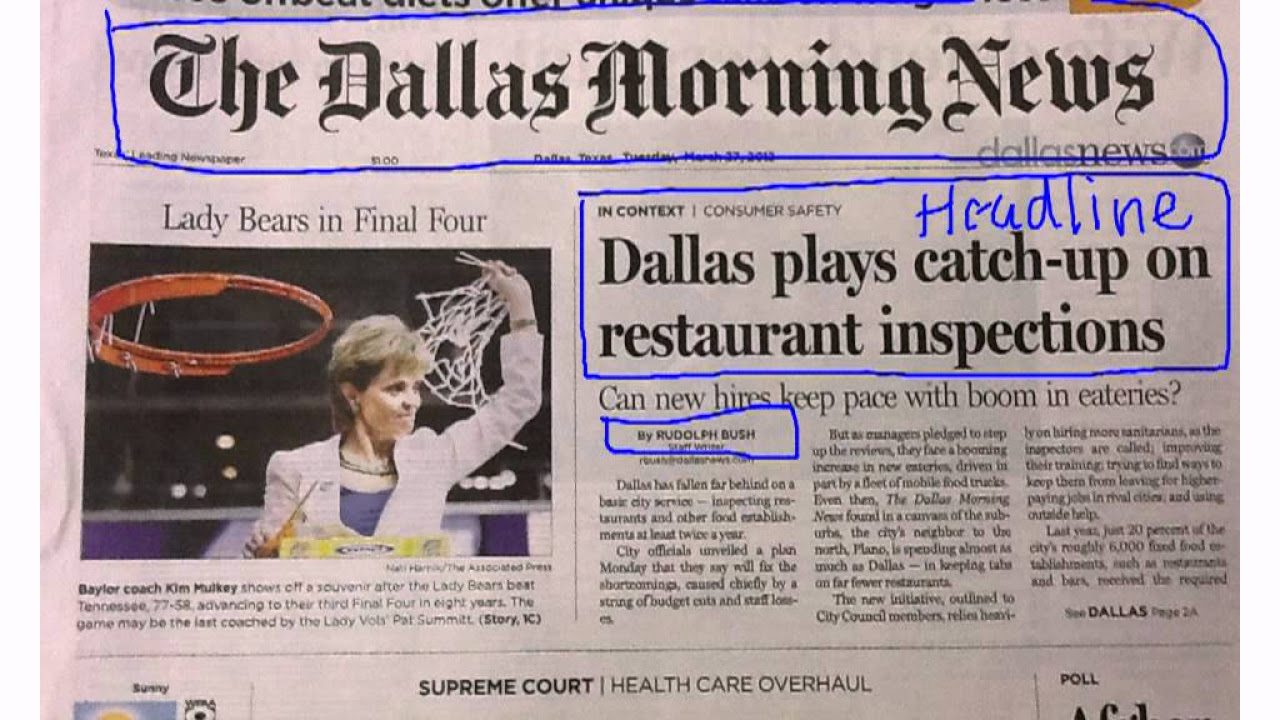 The Dallas Morning News
Texas' Leading Newspaper $1.00 Dallas, Texas, Tuesday, March 27, 2012 dallasnews
Lady Bears in Final Four
Nati Harnik/The Associated Press
Baylor coach Kim Mulkey shows off a souvenir after the Lady Bears beat
Tennessee, 77-58, advancing to their third Final Four in eight years. The
game may be the last coached by the Lady Vols' Pat Summitt. (Story, 1C)
IN CONTEXT | CONSUMER SAFETY
Headline
Dallas plays catch-up on
restaurant inspections
Can new hires keep pace with boom in eateries?
By RUDOLPH BUSH
Staff Writer
rbush@dallasnews.com
Dallas has fallen far behind on a
basic city service — inspecting res-
taurants and other food establish-
ments at least twice a year.
City officials unveiled a plan
Monday that they say will fix the
shortcomings, caused chiefly by a
string of budget cuts and staff loss-
es.
But as managers pledged to step
up the reviews, they face a booming
increase in new eateries, driven in
part by a fleet of mobile food trucks.
Even then, The Dallas Morning
News found in a canvass of the sub-
urbs, the city's neighbor to the
north, Plano, is spending almost as
much as Dallas — in keeping tabs
on far fewer restaurants.
The new initiative, outlined to
City Council members, relies heavi-
ly on hiring more sanitarians, as the
inspectors are called; improving
their training; trying to find ways to
keep them from leaving for higher-
paying jobs in rival cities; and using
outside help.
Last year, just 20 percent of the
city's roughly 6,000 fixed food es-
tablishments, such as restaurants
and bars, received the required
See DALLAS Page 2A
Sunny
WFAA
SUPREME COURT | HEALTH CARE OVERHAUL
POLL